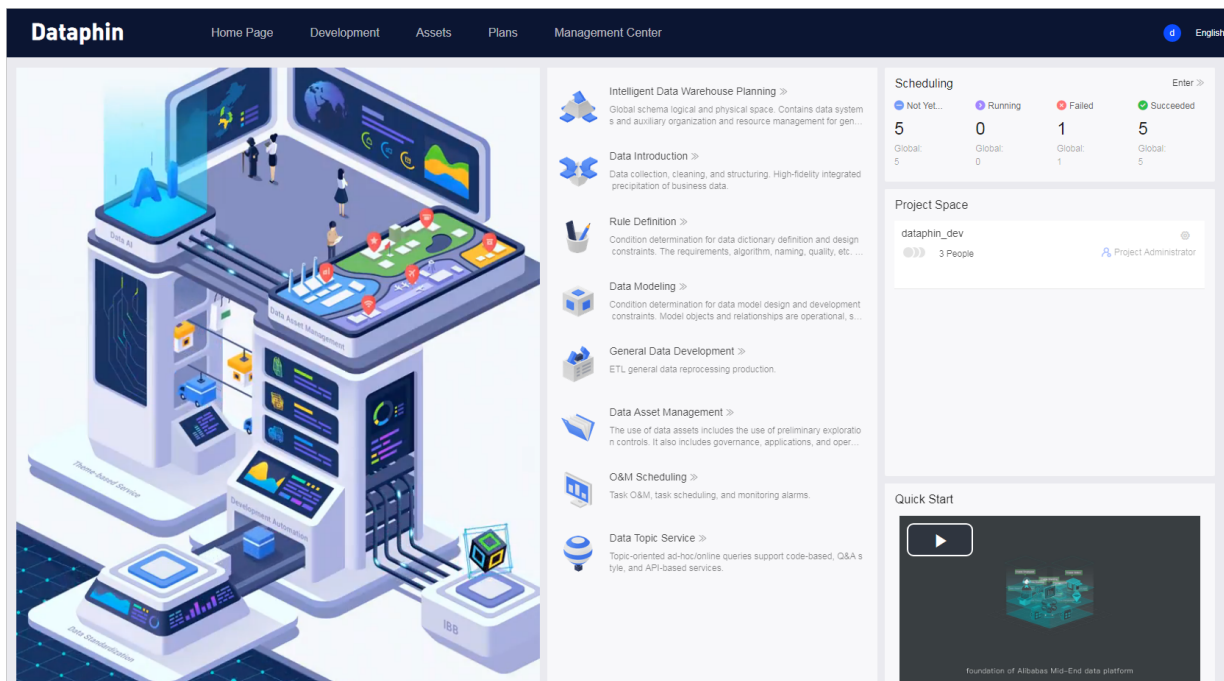 Dataphin
Home Page
Development
Assets
Plans
Management Center
d
English
AI
Data AI
Data Asset Management
Theme-based Service
Development Automation
IBB
Data Standardization
Intelligent Data Warehouse Planning »
Global schema logical and physical space. Contains data system
s and auxiliary organization and resource management for gen...
Data Introduction »
Data collection, cleaning, and structuring. High-fidelity integrated
precipitation of business data.
Rule Definition »
Condition determination for data dictionary definition and design
constraints. The requirements, algorithm, naming, quality, etc. ...
Data Modeling »
Condition determination for data model design and development
constraints. Model objects and relationships are operational, s...
General Data Development »
ETL general data reprocessing production.
Data Asset Management »
The use of data assets includes the use of preliminary exploratio
n controls. It also includes governance, applications, and oper...
O&M Scheduling »
Task O&M, task scheduling, and monitoring alarms.
Data Topic Service »
Topic-oriented ad-hoc/online queries support code-based, Q&A s
tyle, and API-based services.
Scheduling
Enter »
Not Yet...
Running
Failed
Succeeded
5
0
1
5
Global:
Global:
Global:
Global:
5
0
1
5
Project Space
dataphin_dev
3 People
Project Administrator
Quick Start
foundation of Alibabas Mid-End data platform